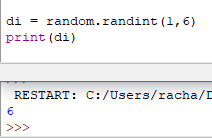 di = random.randint(1,6)
print(di)
RESTART: C:/Users/racha/D
6
>>>